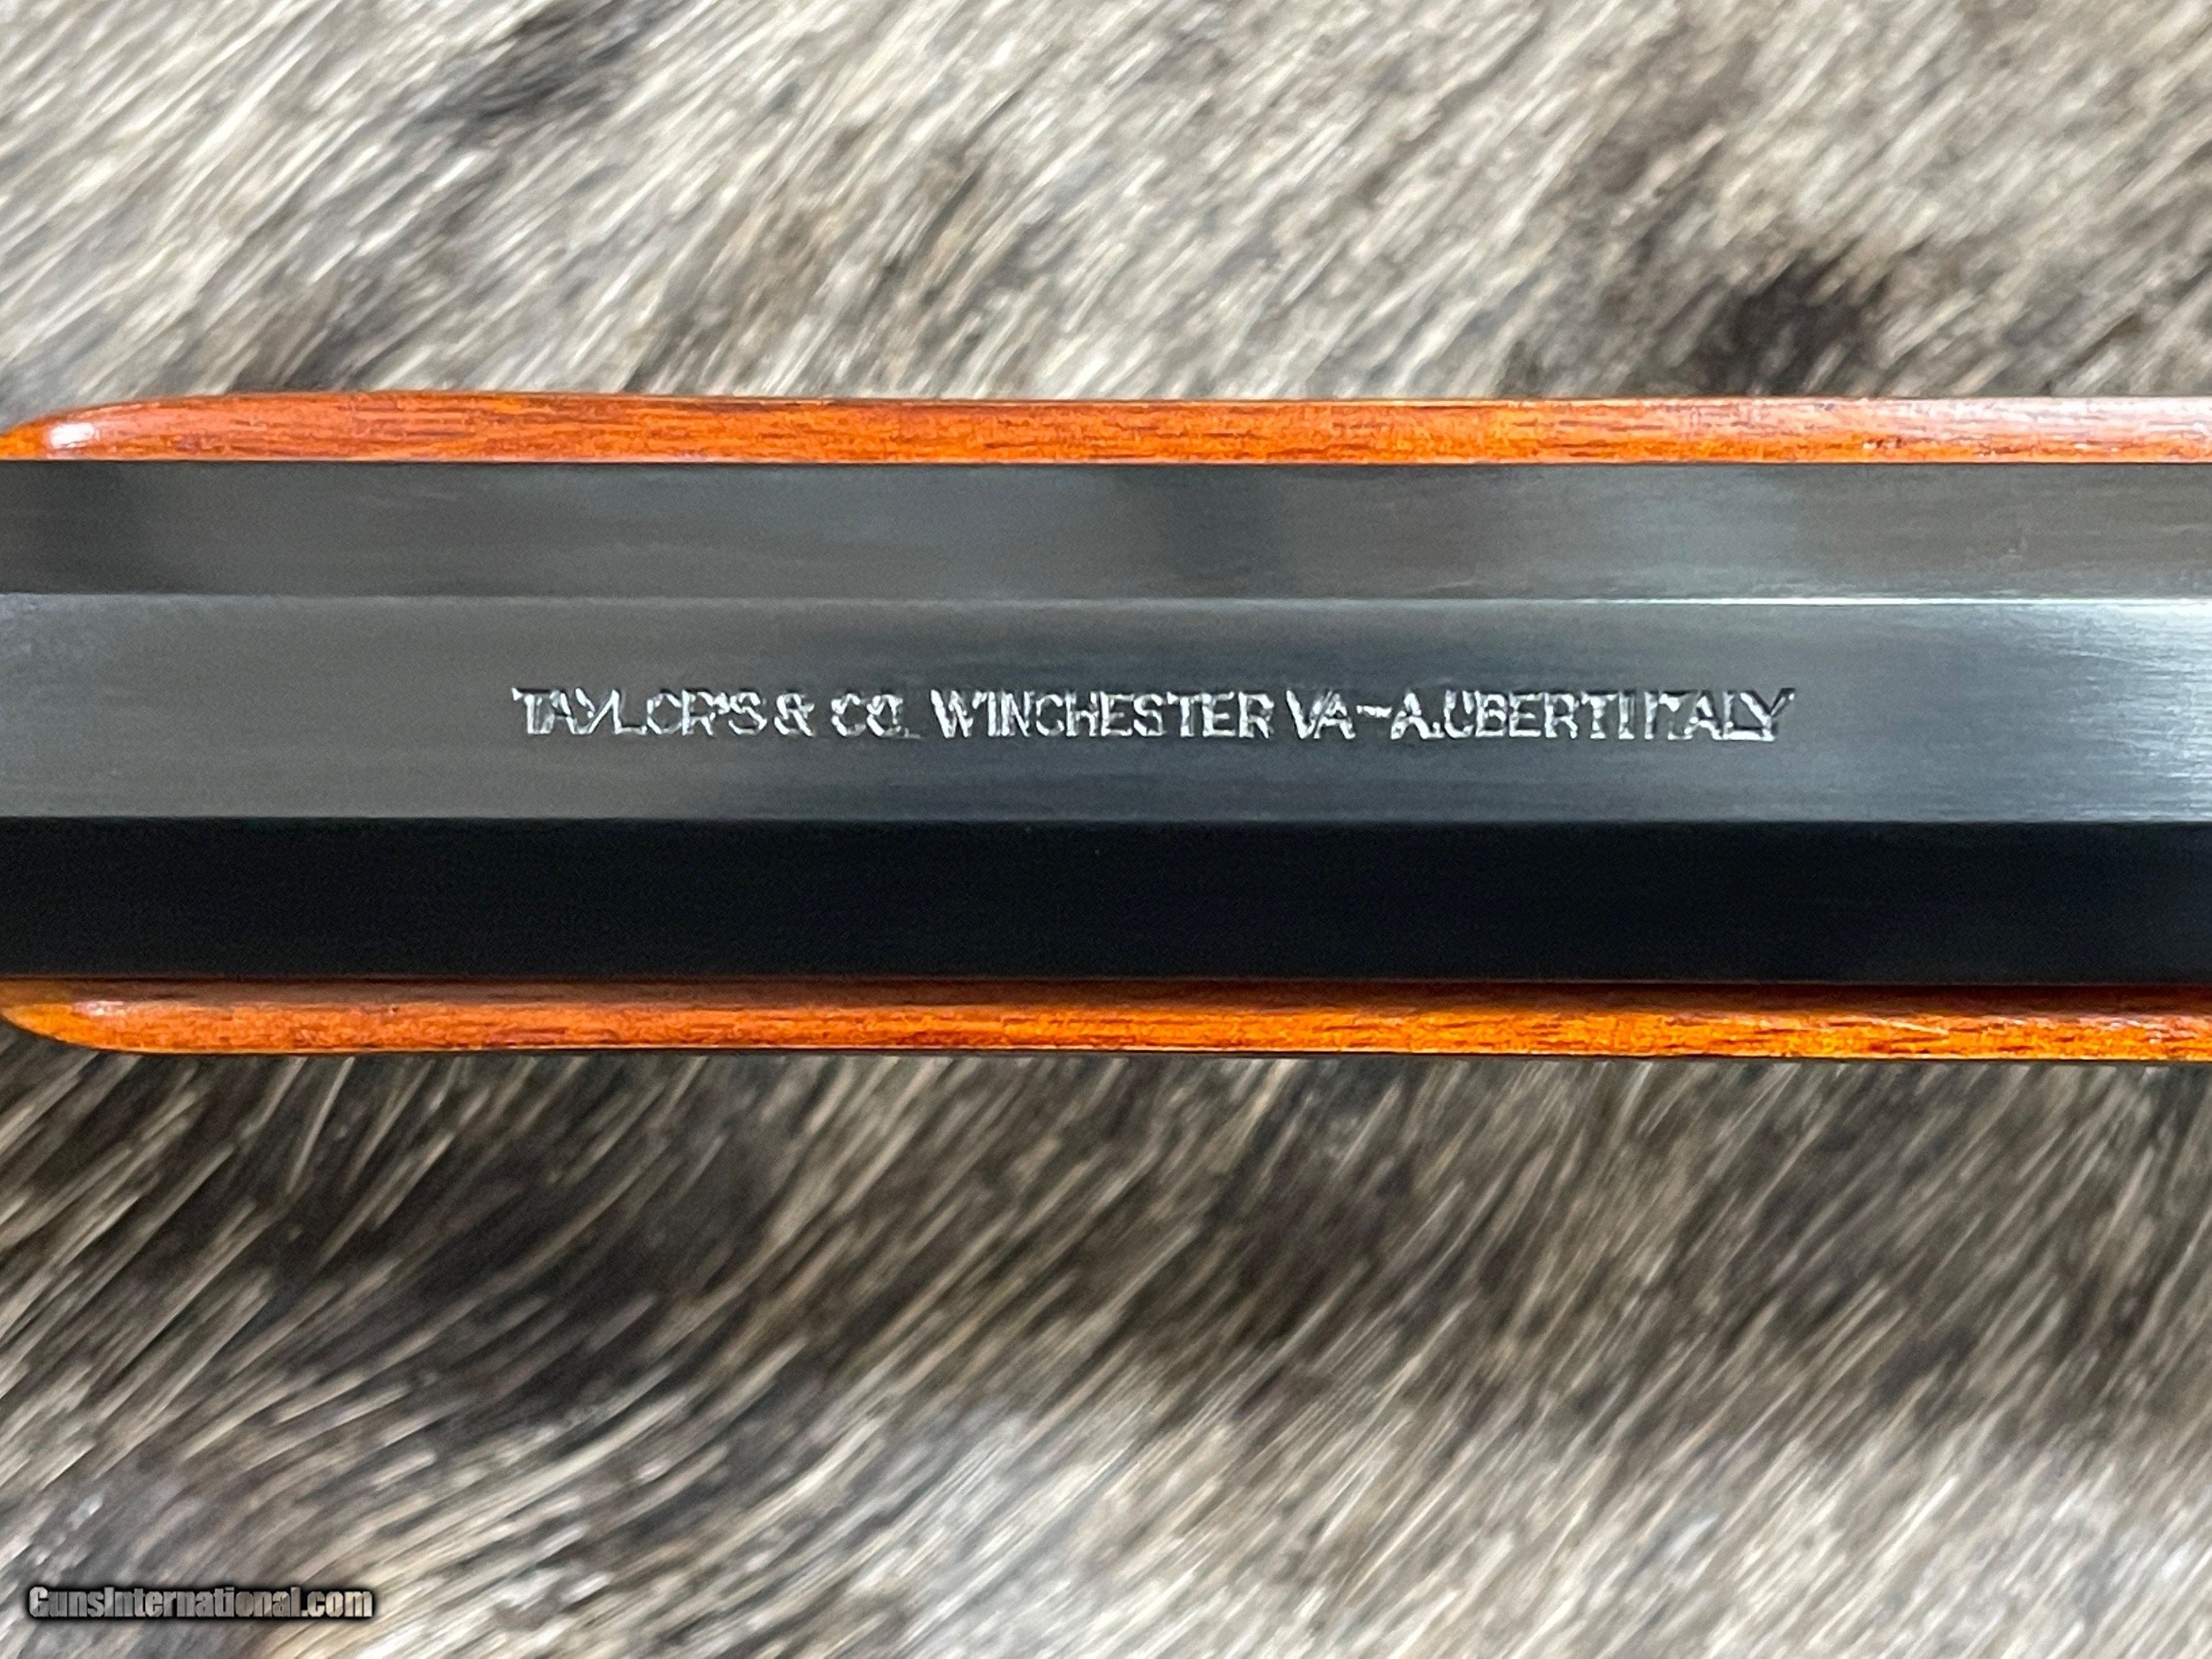 TAYLOR'S & CO. WINCHESTER VA-A.UBERTI ITALY
GunsInternational.com